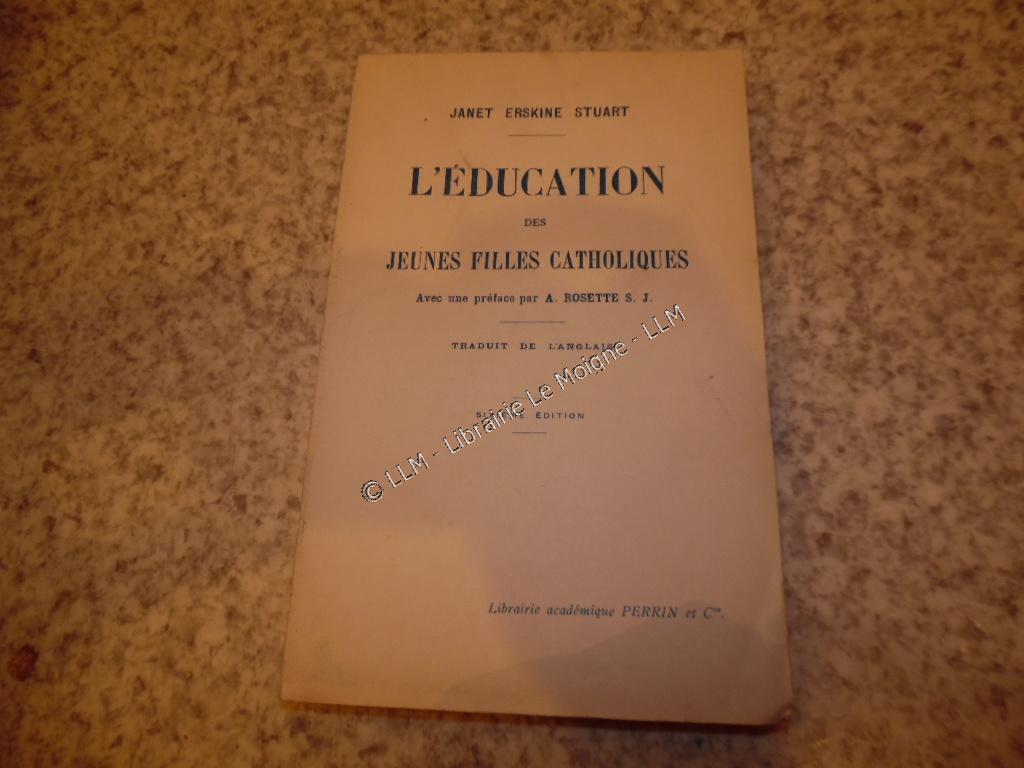 JANET ERSKINE STUART
L'ÉDUCATION
DES
JEUNES FILLES CATHOLIQUES
Avec une préface par A. ROSETTE S. J.
TRADUIT DE L'ANGLAIS
ÉDITION
© LLM - Librairie Le Moigne - LLM
Librairie académique PERRIN et Cie.